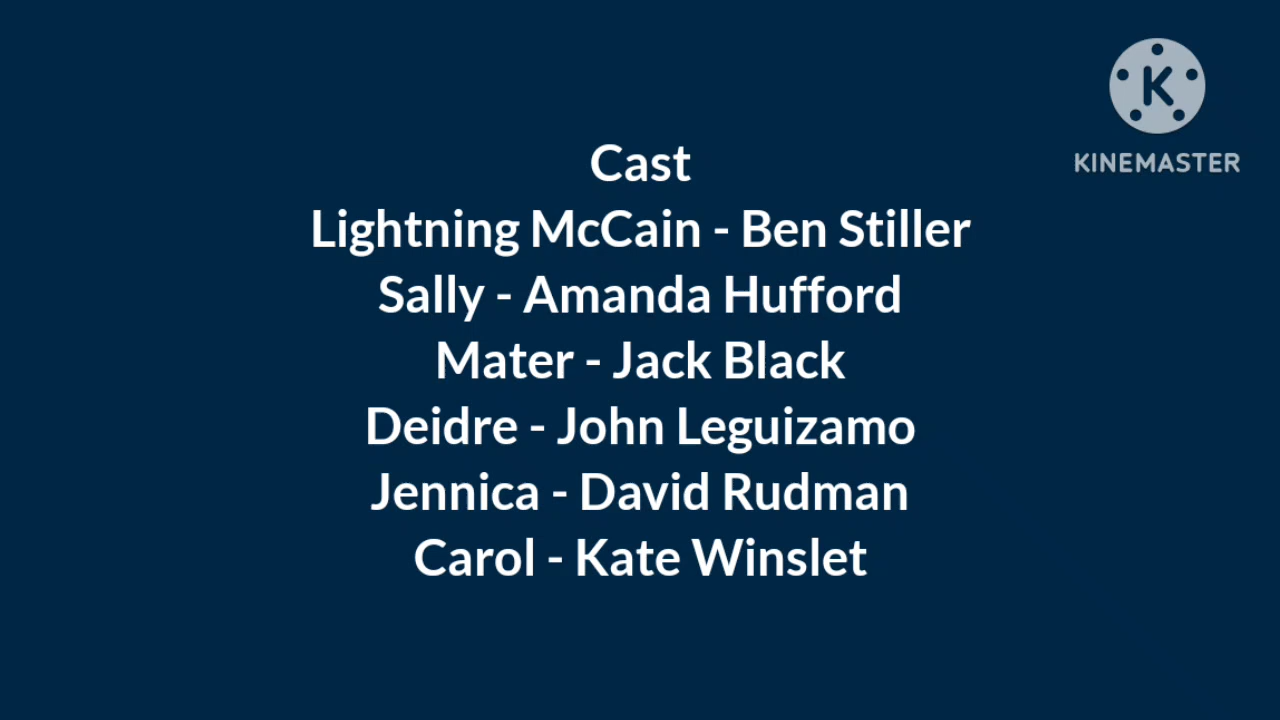 Cast
Lightning McCain - Ben Stiller
Sally - Amanda Hufford
Mater - Jack Black
Deidre - John Leguizamo
Jennica - David Rudman
Carol - Kate Winslet
K
KINEMASTER